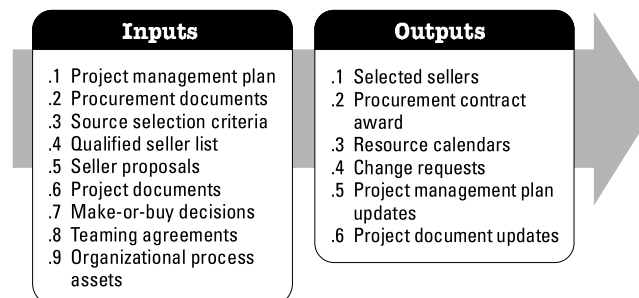 Inputs
.1 Project management plan
.2 Procurement documents
.3 Source selection criteria
.4 Qualified seller list
.5 Seller proposals
.6 Project documents
.7 Make-or-buy decisions
.8 Teaming agreements
.9 Organizational process
assets
Outputs
.1 Selected sellers
.2 Procurement contract
award
.3 Resource calendars
.4 Change requests
.5 Project management plan
updates
.6 Project document updates